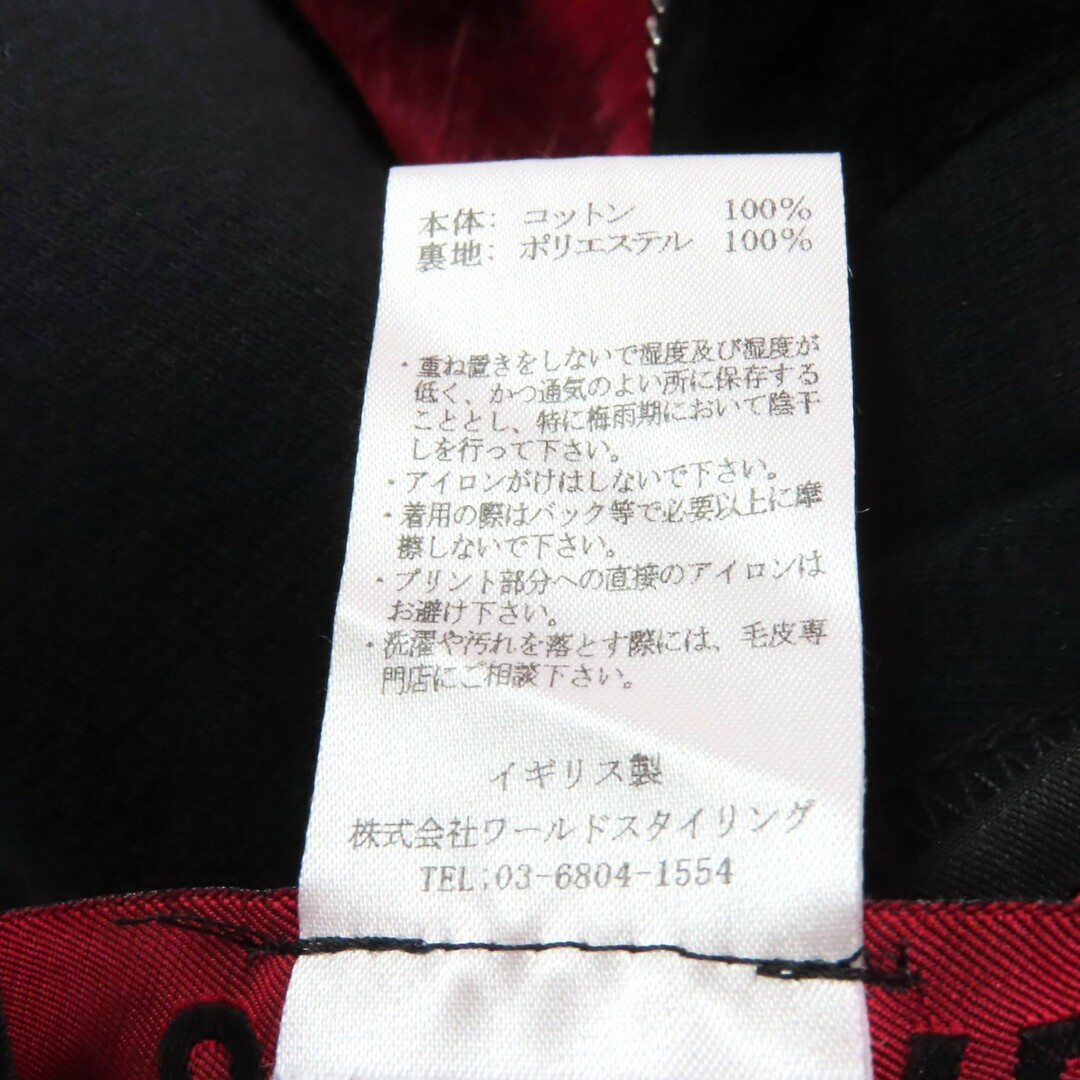 本体: コットン 100%
裏地: ポリエステル 100%
・重ね置きをしないで湿度及び湿度が
低く、かつ通気のよい所に保存する
こととし、特に梅雨期において陰干
しを行って下さい。
・アイロンがけはしないで下さい。
・着用の際はバック等で必要以上に摩
擦しないで下さい。
・プリント部分への直接のアイロンは
お避け下さい。
・洗濯や汚れを落とす際には、毛皮専
門店にご相談下さい。
イギリス製
株式会社ワールドスタイリング
TEL:03-6804-1554